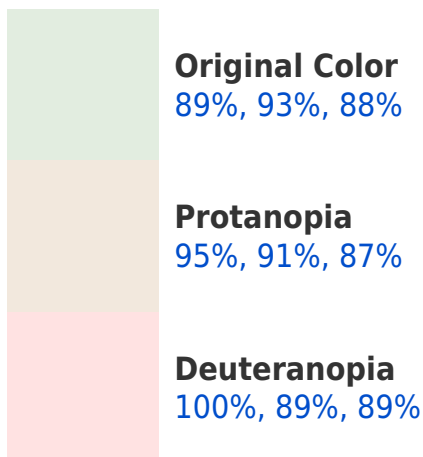 Original Color
89%, 93%, 88%
Protanopia
95%, 91%, 87%
Deuteranopia
100%, 89%, 89%